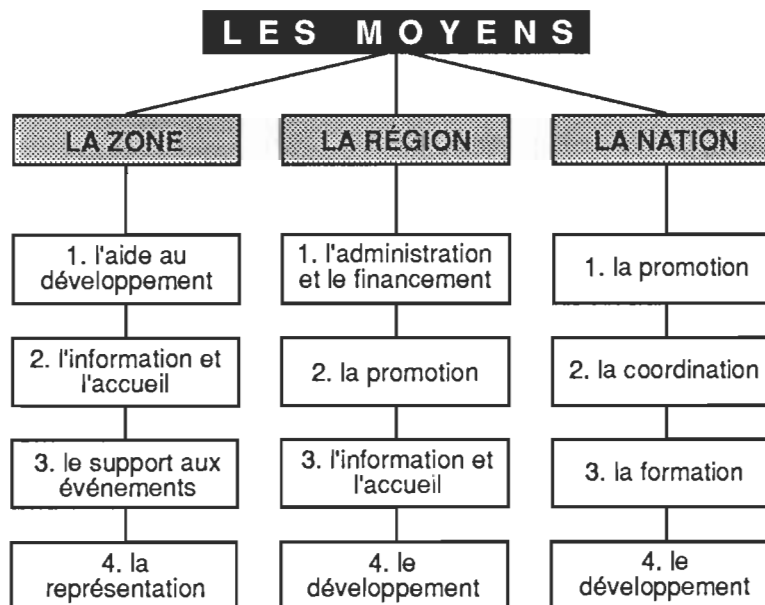 LES MOYENS
LA ZONE
1. l'aide au
développement
2. l'information et
l'accueil
3. le support aux
événements
4. la
représentation
LA REGION
1. l'administration
et le financement
2. la promotion
3. l'information et
l'accueil
4. le
développement
LA NATION
1. la promotion
2. la coordination
3. la formation
4. le
développement